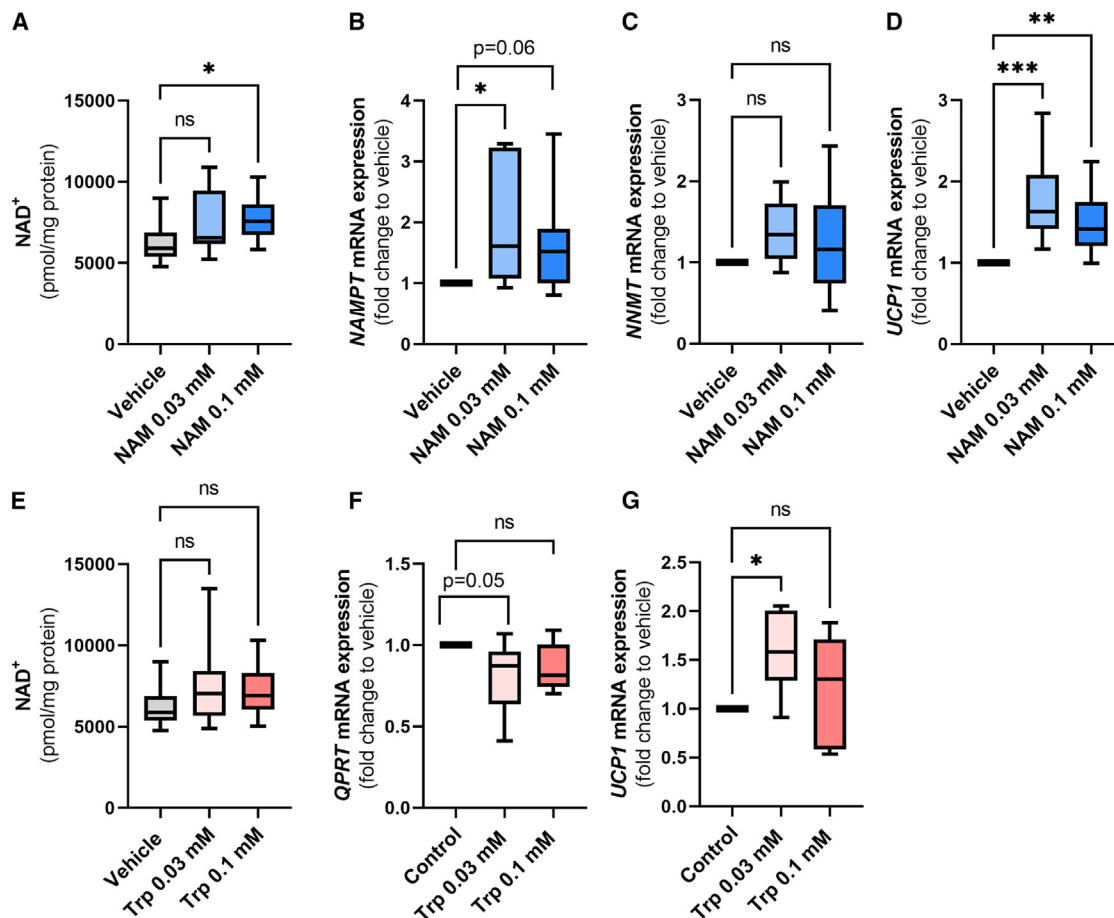 A
NAD+
(pmol/mg protein)
15000
10000
5000
0
ns
*
Vehicle
NAM 0.03 mM
NAM 0.1 mM
B
NAMPT mRNA expression
(fold change to vehicle)
4
3
2
1
0
*
p=0.06
Vehicle
NAM 0.03 mM
NAM 0.1 mM
C
NNMT mRNA expression
(fold change to vehicle)
3
2
1
0
ns
ns
Vehicle
NAM 0.03 mM
NAM 0.1 mM
D
UCP1 mRNA expression
(fold change to vehicle)
3
2
1
0
***
**
Vehicle
NAM 0.03 mM
NAM 0.1 mM
E
NAD+
(pmol/mg protein)
15000
10000
5000
0
ns
ns
Vehicle
Trp 0.03 mM
Trp 0.1 mM
F
QPRT mRNA expression
(fold change to vehicle)
1.5
1.0
0.5
0.0
p=0.05
ns
Control
Trp 0.03 mM
Trp 0.1 mM
G
UCP1 mRNA expression
(fold change to vehicle)
2.5
2.0
1.5
1.0
0.5
0.0
*
ns
Control
Trp 0.03 mM
Trp 0.1 mM